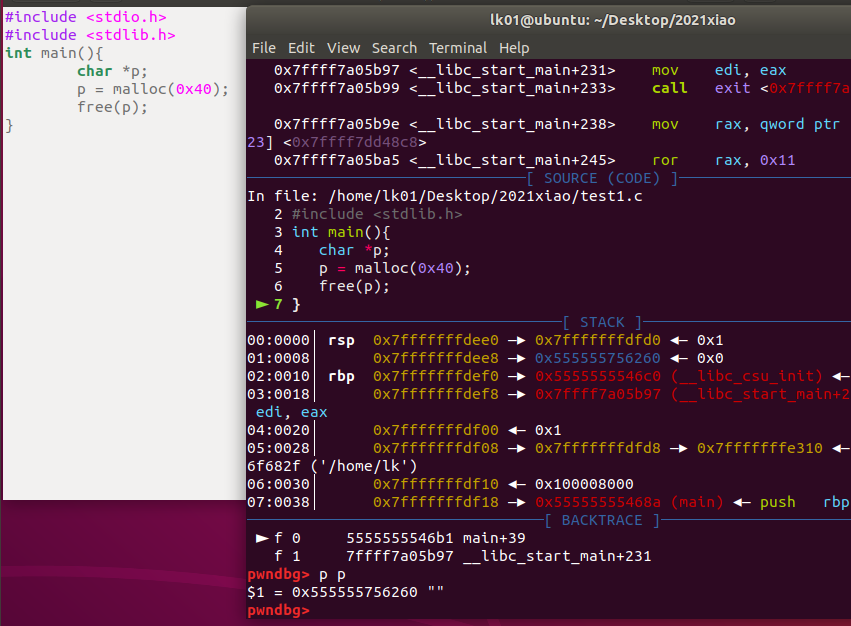 #include <stdio.h>
#include <stdlib.h>
int main(){
char *p;
p = malloc(0x40);
free(p);
}
lk01@ubuntu: ~/Desktop/2021xiao
File Edit View Search Terminal Help
0x7ffff7a05b97 <__libc_start_main+231> mov edi, eax
0x7ffff7a05b99 <__libc_start_main+233> call exit <0x7ffff7a
0x7ffff7a05b9e <__libc_start_main+238> mov rax, qword ptr
23] <0x7ffff7dd48c8>
0x7ffff7a05ba5 <__libc_start_main+245> ror rax, 0x11
[ SOURCE (CODE) ]
In file: /home/lk01/Desktop/2021xiao/test1.c
2 #include <stdlib.h>
3 int main(){
4 char *p;
5 p = malloc(0x40);
6 free(p);
► 7 }
[ STACK ]
00:0000│ rsp 0x7fffffffdee0 —▸ 0x7fffffffdfd0 ◂— 0x1
01:0008│ 0x7fffffffdee8 —▸ 0x555555756260 ◂— 0x0
02:0010│ rbp 0x7fffffffdef0 —▸ 0x5555555546c0 (__libc_csu_init) ◂—
03:0018│ 0x7fffffffdef8 —▸ 0x7ffff7a05b97 (__libc_start_main+2
edi, eax
04:0020│ 0x7fffffffdf00 ◂— 0x1
05:0028│ 0x7fffffffdf08 —▸ 0x7fffffffdfd8 —▸ 0x7fffffffe310 ◂—
6f682f ('/home/lk')
06:0030│ 0x7fffffffdf10 ◂— 0x100008000
07:0038│ 0x7fffffffdf18 —▸ 0x55555555468a (main) ◂— push rbp
[ BACKTRACE ]
► f 0 5555555546b1 main+39
f 1 7ffff7a05b97 __libc_start_main+231
pwndbg> p p
$1 = 0x555555756260 ""
pwndbg>